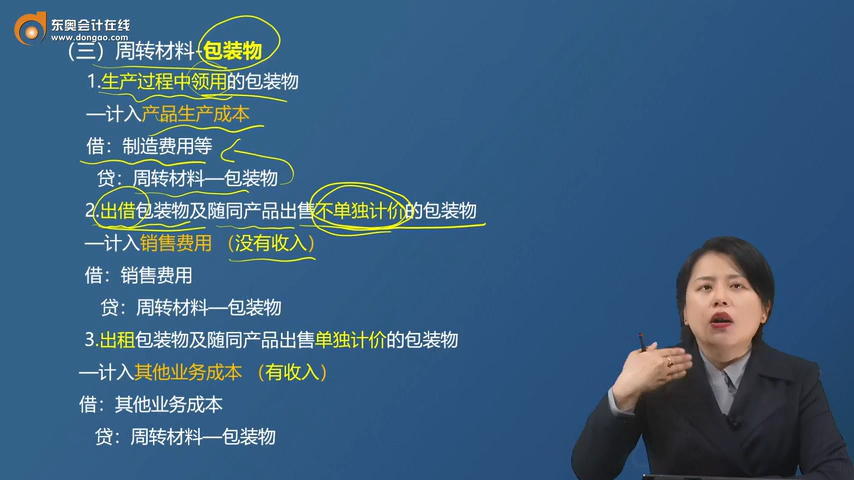 东奥会计在线
www.dongao.com
（三）周转材料-包装物
1.生产过程中领用的包装物
—计入产品生产成本
借：制造费用等
贷：周转材料—包装物
2.出借包装物及随同产品出售不单独计价的包装物
—计入销售费用（没有收入）
借：销售费用
贷：周转材料—包装物
3.出租包装物及随同产品出售单独计价的包装物
—计入其他业务成本（有收入）
借：其他业务成本
贷：周转材料—包装物